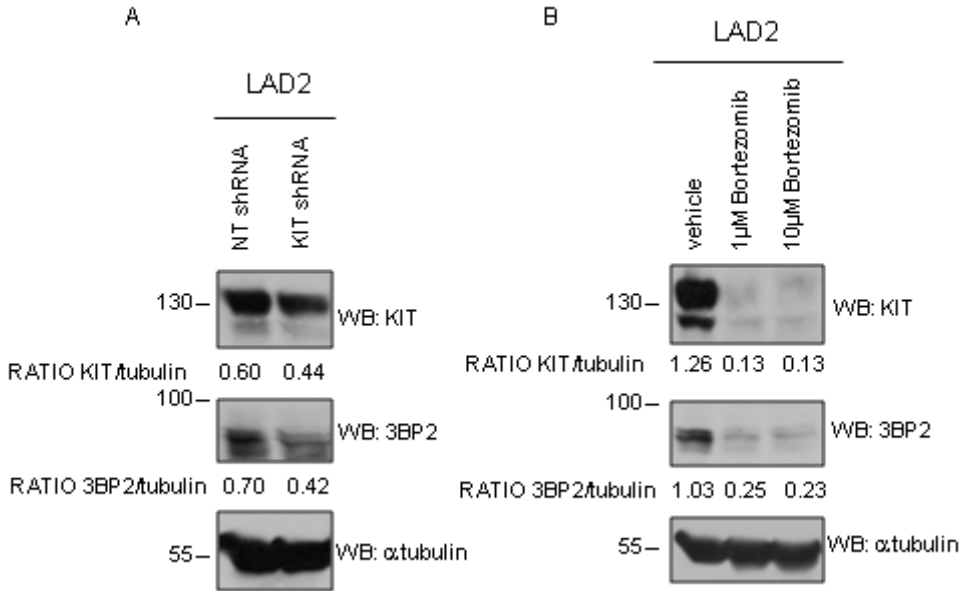 A
LAD2
NT shRNA
KIT shRNA
130
WB: KIT
RATIO KIT/tubulin 0.60 0.44
100
WB: 3BP2
RATIO 3BP2/tubulin 0.70 0.42
55
WB: αtubulin
B
LAD2
vehicle
1µM Bortezomib
10µM Bortezomib
130
WB: KIT
RATIO KIT/tubulin 1.26 0.13 0.13
100
WB: 3BP2
RATIO 3BP2/tubulin 1.03 0.25 0.23
55
WB: αtubulin